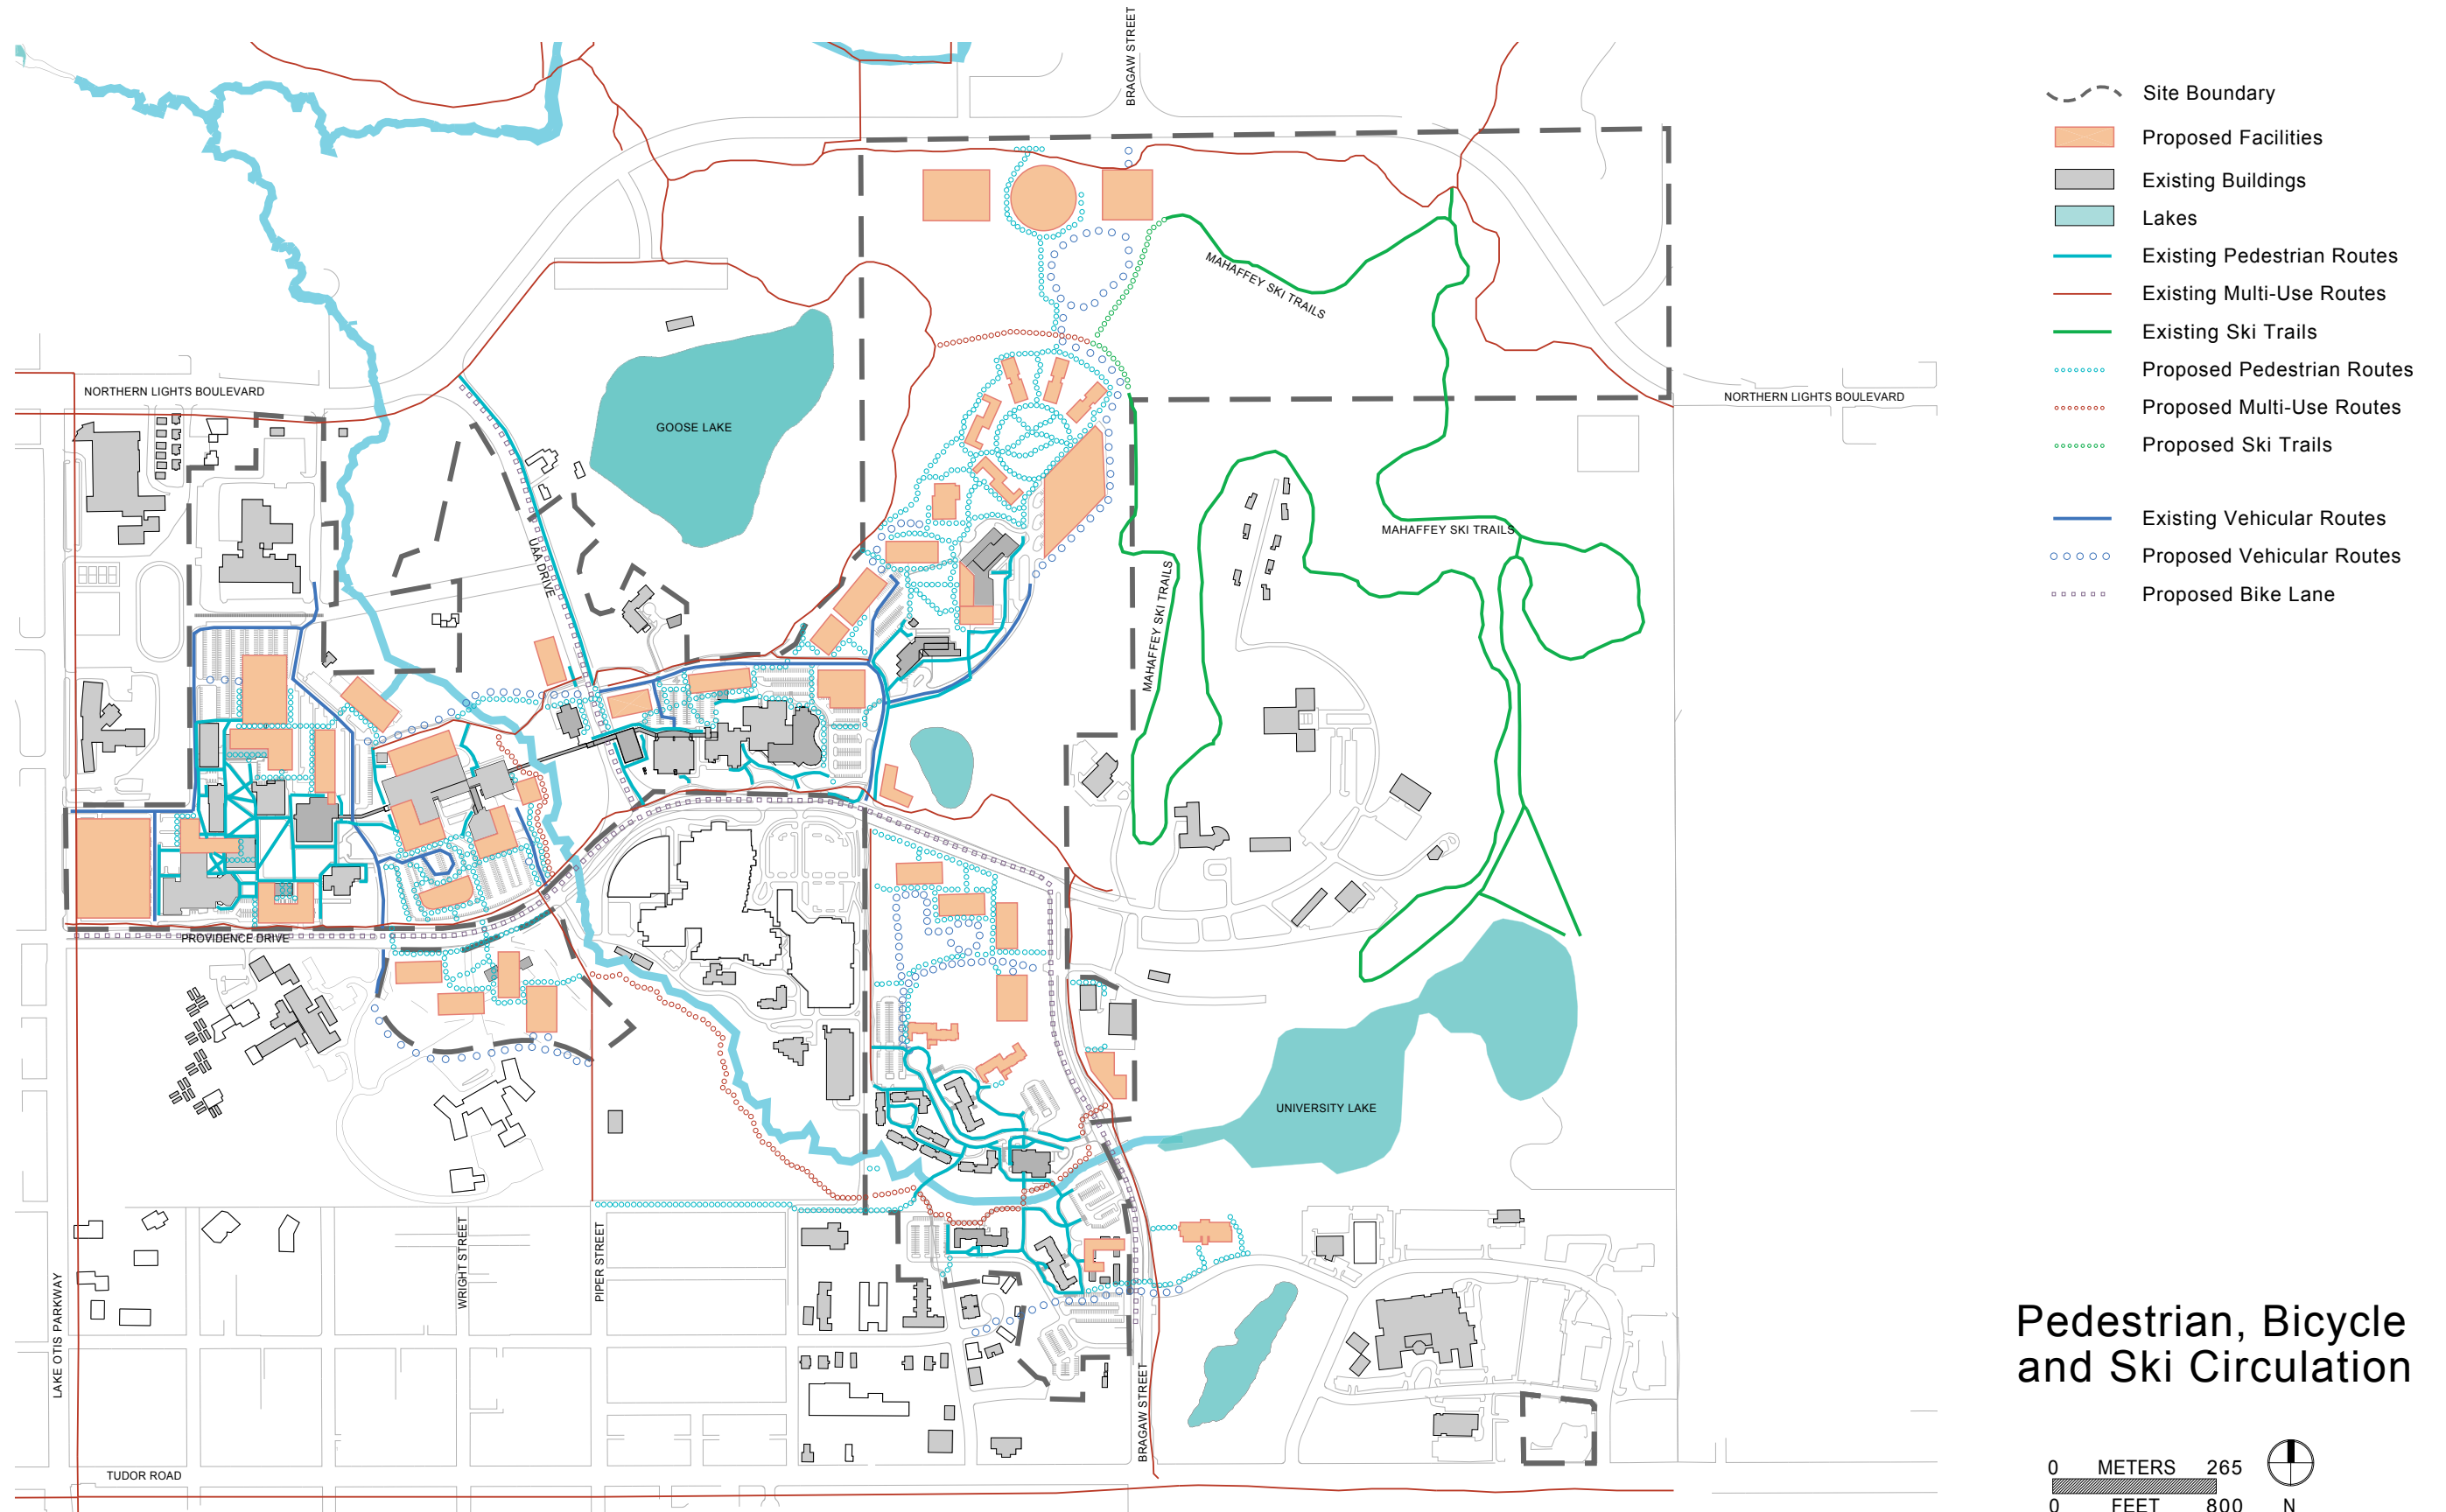 BRAGAW STREET
Site Boundary
Proposed Facilities
Existing Buildings
Lakes
Existing Pedestrian Routes
Existing Multi-Use Routes
Existing Ski Trails
Proposed Pedestrian Routes
Proposed Multi-Use Routes
Proposed Ski Trails
Existing Vehicular Routes
Proposed Vehicular Routes
Proposed Bike Lane
MAHAFFEY SKI TRAILS
NORTHERN LIGHTS BOULEVARD
NORTHERN LIGHTS BOULEVARD
GOOSE LAKE
MAHAFFEY SKI TRAILS
UAA DRIVE
MAHAFFEY SKI TRAILS
PROVIDENCE DRIVE
UNIVERSITY LAKE
WRIGHT STREET
PIPER STREET
LAKE OTIS PARKWAY
BRAGAW STREET
TUDOR ROAD
Pedestrian, Bicycle
and Ski Circulation
0 METERS 265
0 FEET 800 N